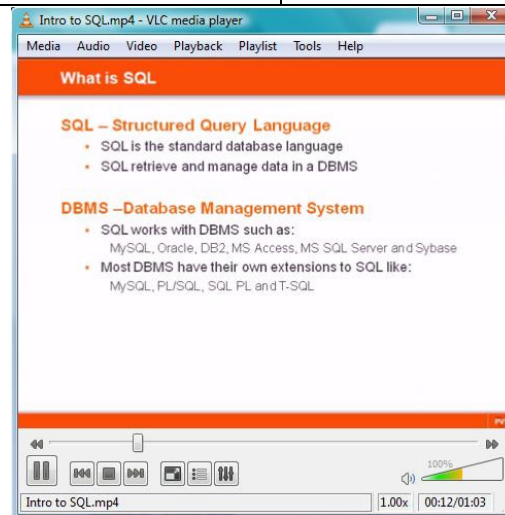 Intro to SQL.mp4 - VLC media player
Media Audio Video Playback Playlist Tools Help
What is SQL
SQL – Structured Query Language
• SQL is the standard database language
• SQL retrieve and manage data in a DBMS
DBMS –Database Management System
• SQL works with DBMS such as:
MySQL, Oracle, DB2, MS Access, MS SQL Server and Sybase
• Most DBMS have their own extensions to SQL like:
MySQL, PL/SQL, SQL PL and T-SQL
100%
Intro to SQL.mp4 1.00x 00:12/01:03